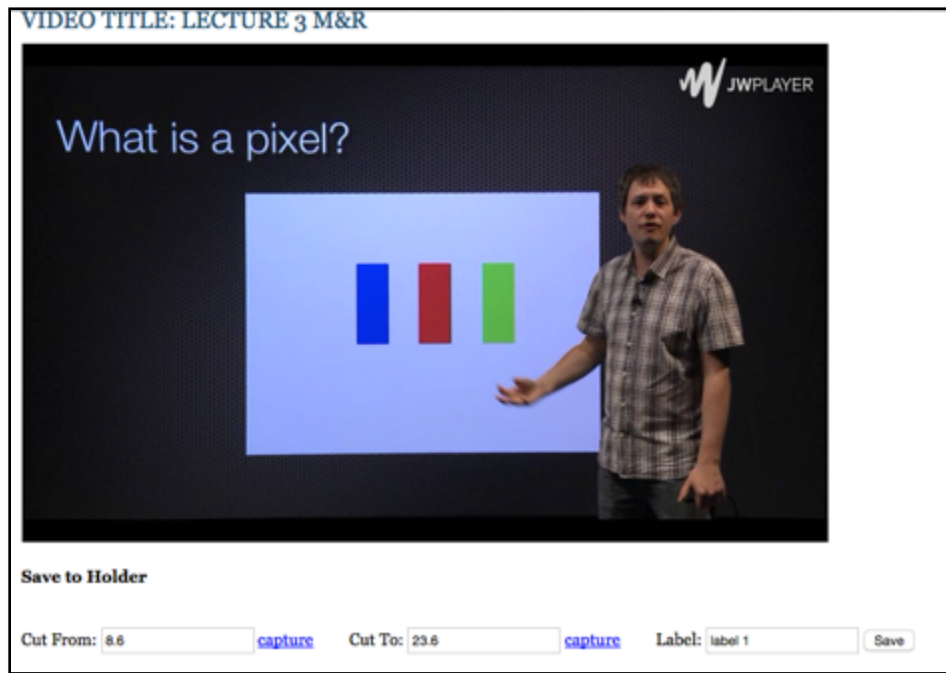 VIDEO TITLE: LECTURE 3 M&R
JWPLAYER
What is a pixel?
Save to Holder
Cut From: 8.6 capture Cut To: 23.6 capture Label: label 1 Save